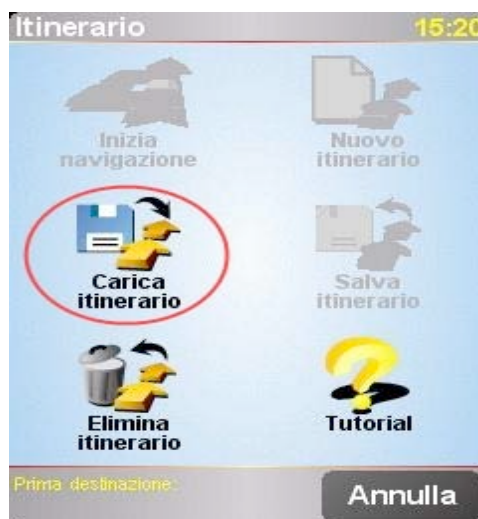 Itinerario 15:20
Inizia
navigazione
Nuovo
itinerario
Carica
itinerario
Salva
itinerario
Elimina
itinerario
Tutorial
Prima destinazione:
Annulla